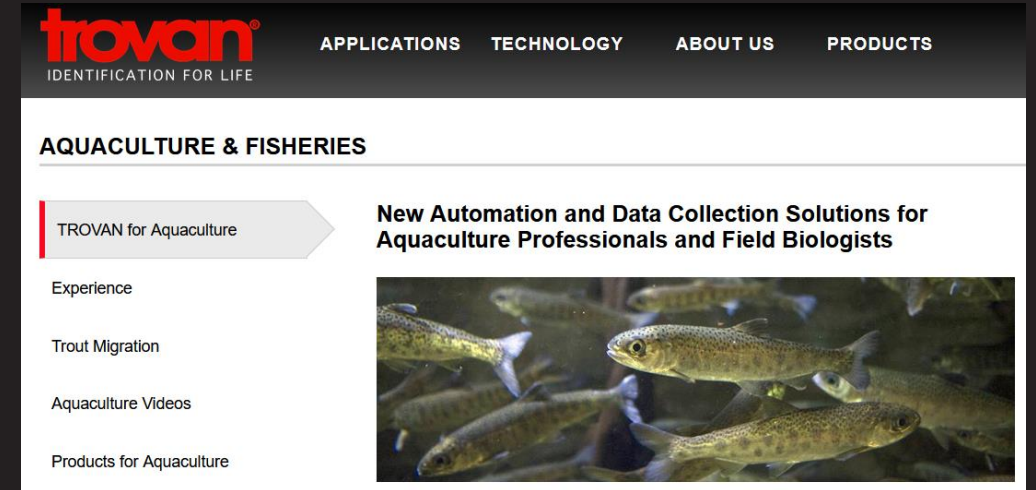 trovan®
IDENTIFICATION FOR LIFE
APPLICATIONS TECHNOLOGY ABOUT US PRODUCTS
AQUACULTURE & FISHERIES
TROVAN for Aquaculture
Experience
Trout Migration
Aquaculture Videos
Products for Aquaculture
New Automation and Data Collection Solutions for
Aquaculture Professionals and Field Biologists